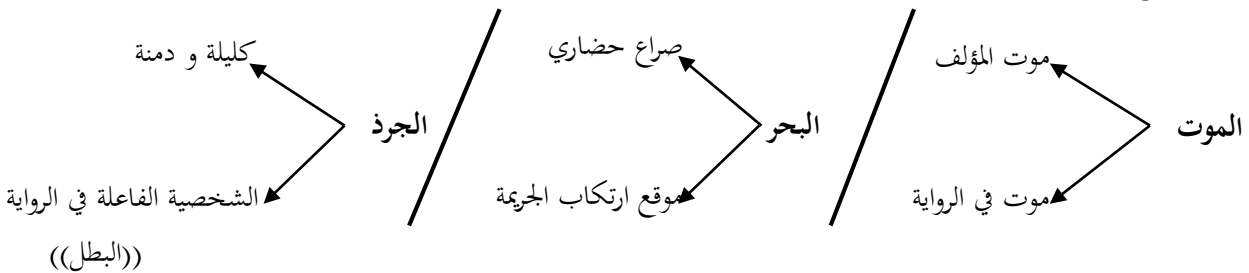 موت المؤلف
الموت
موت في الرواية
صراع حضاري
البحر
موقع ارتكاب الجريمة
كليلة و دمنة
الجرذ
الشخصية الفاعلة في الرواية
((البطل))